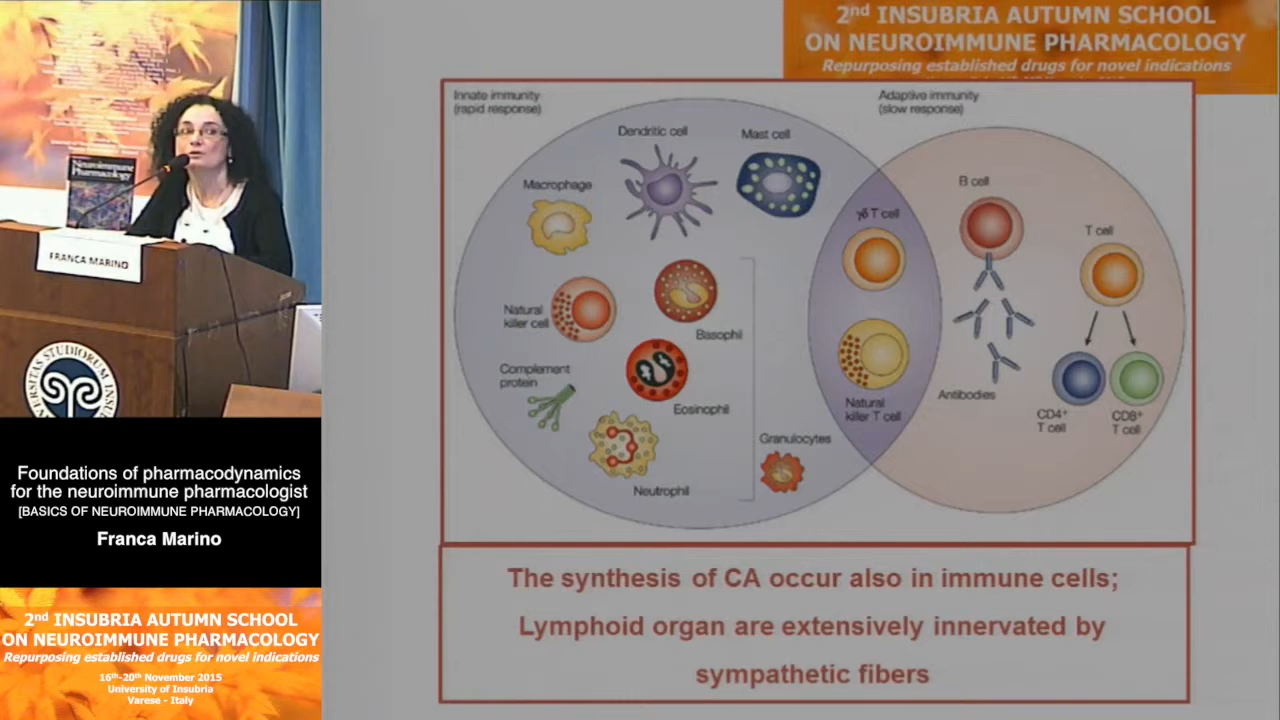 Neuroimmune
Pharmacology
FRANCA MARINO
Foundations of pharmacodynamics
for the neuroimmune pharmacologist
[BASICS OF NEUROIMMUNE PHARMACOLOGY]
Franca Marino
2nd INSUBRIA AUTUMN SCHOOL
ON NEUROIMMUNE PHARMACOLOGY
Repurposing established drugs for novel indications
16th-20th November 2015
University of Insubria
Varese - Italy
2nd INSUBRIA AUTUMN SCHOOL
ON NEUROIMMUNE PHARMACOLOGY
Repurposing established drugs for novel indications
Innate immunity
(rapid response)
Adaptive immunity
(slow response)
Dendritic cell
Mast cell
Macrophage
γδ T cell
B cell
T cell
Natural
killer cell
Basophil
Complement
protein
Eosinophil
Natural
killer T cell
Antibodies
CD4+
T cell
CD8+
T cell
Granulocytes
Neutrophil
The synthesis of CA occur also in immune cells;
Lymphoid organ are extensively innervated by
sympathetic fibers